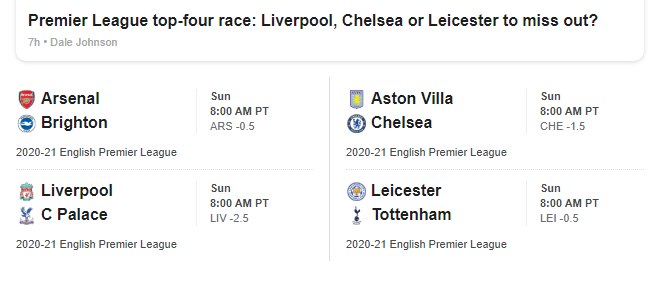 Premier League top-four race: Liverpool, Chelsea or Leicester to miss out?
7h • Dale Johnson
Arsenal
Brighton
Sun
8:00 AM PT
ARS -0.5
2020-21 English Premier League
Aston Villa
Chelsea
Sun
8:00 AM PT
CHE -1.5
2020-21 English Premier League
Liverpool
C Palace
Sun
8:00 AM PT
LIV -2.5
2020-21 English Premier League
Leicester
Tottenham
Sun
8:00 AM PT
LEI -0.5
2020-21 English Premier League